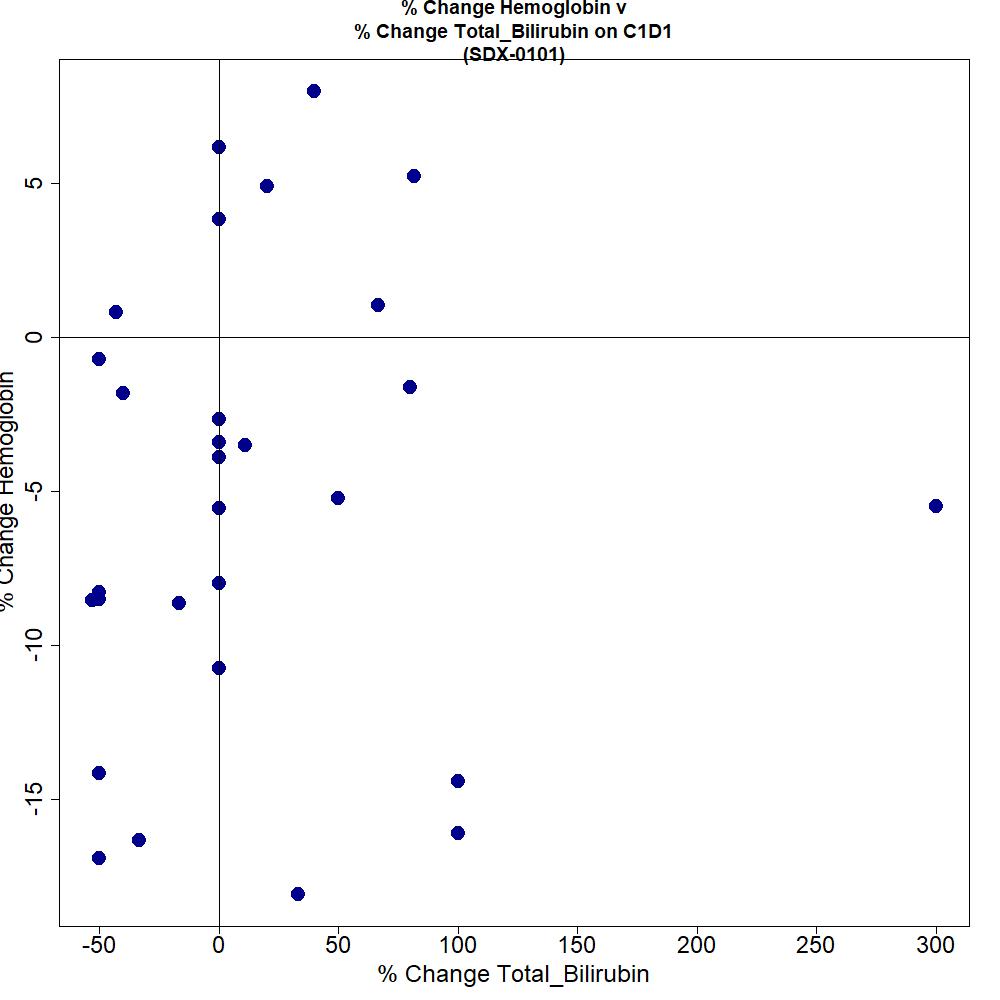 % Change Hemoglobin v
% Change Total_Bilirubin on C1D1
(SDX-0101)
% Change Hemoglobin
5
0
-5
-10
-15
-50
0
50
100
150
200
250
300
% Change Total_Bilirubin